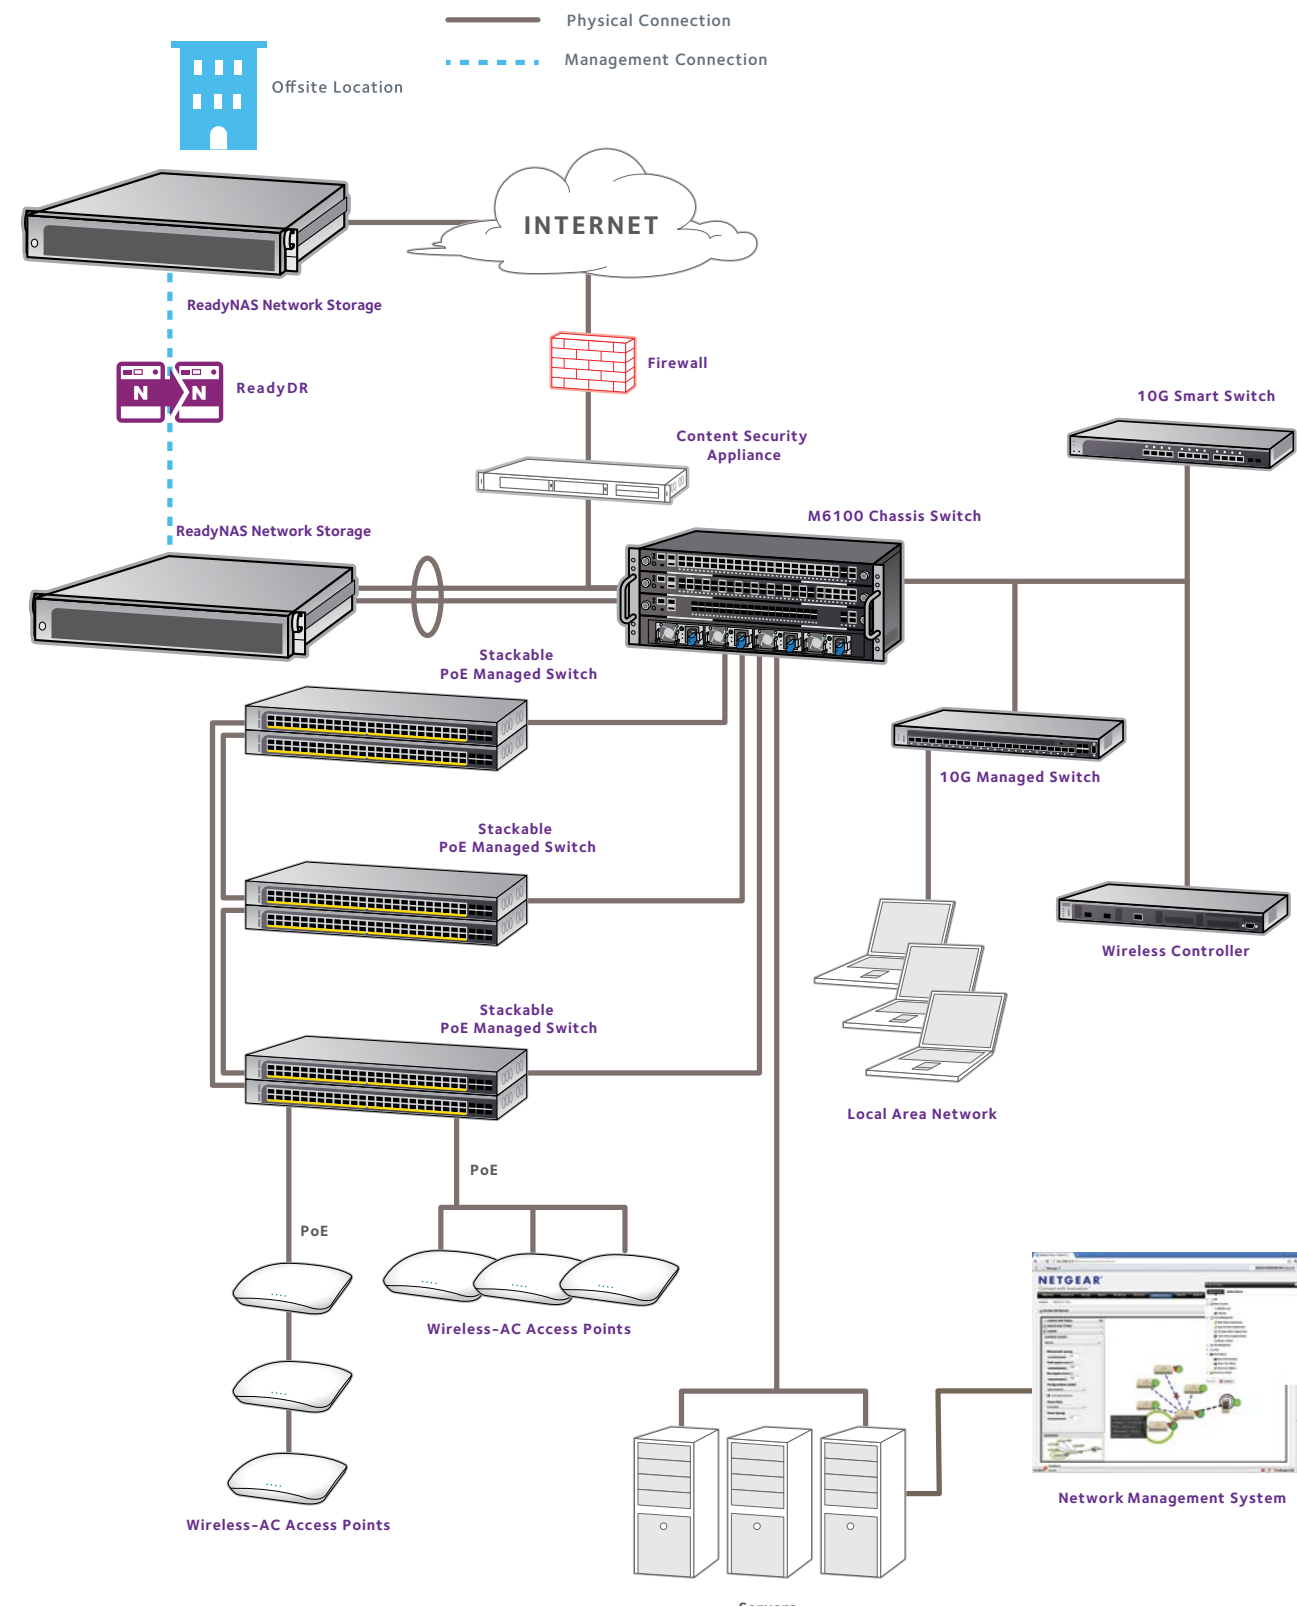 Physical Connection
Management Connection
Offsite Location
INTERNET
ReadyNAS Network Storage
Firewall
N
N
ReadyDR
10G Smart Switch
Content Security
Appliance
M6100 Chassis Switch
ReadyNAS Network Storage
Stackable
PoE Managed Switch
10G Managed Switch
Stackable
PoE Managed Switch
Wireless Controller
Stackable
PoE Managed Switch
Local Area Network
PoE
PoE
NETGEAR
Wireless-AC Access Points
Network Management System
Wireless-AC Access Points